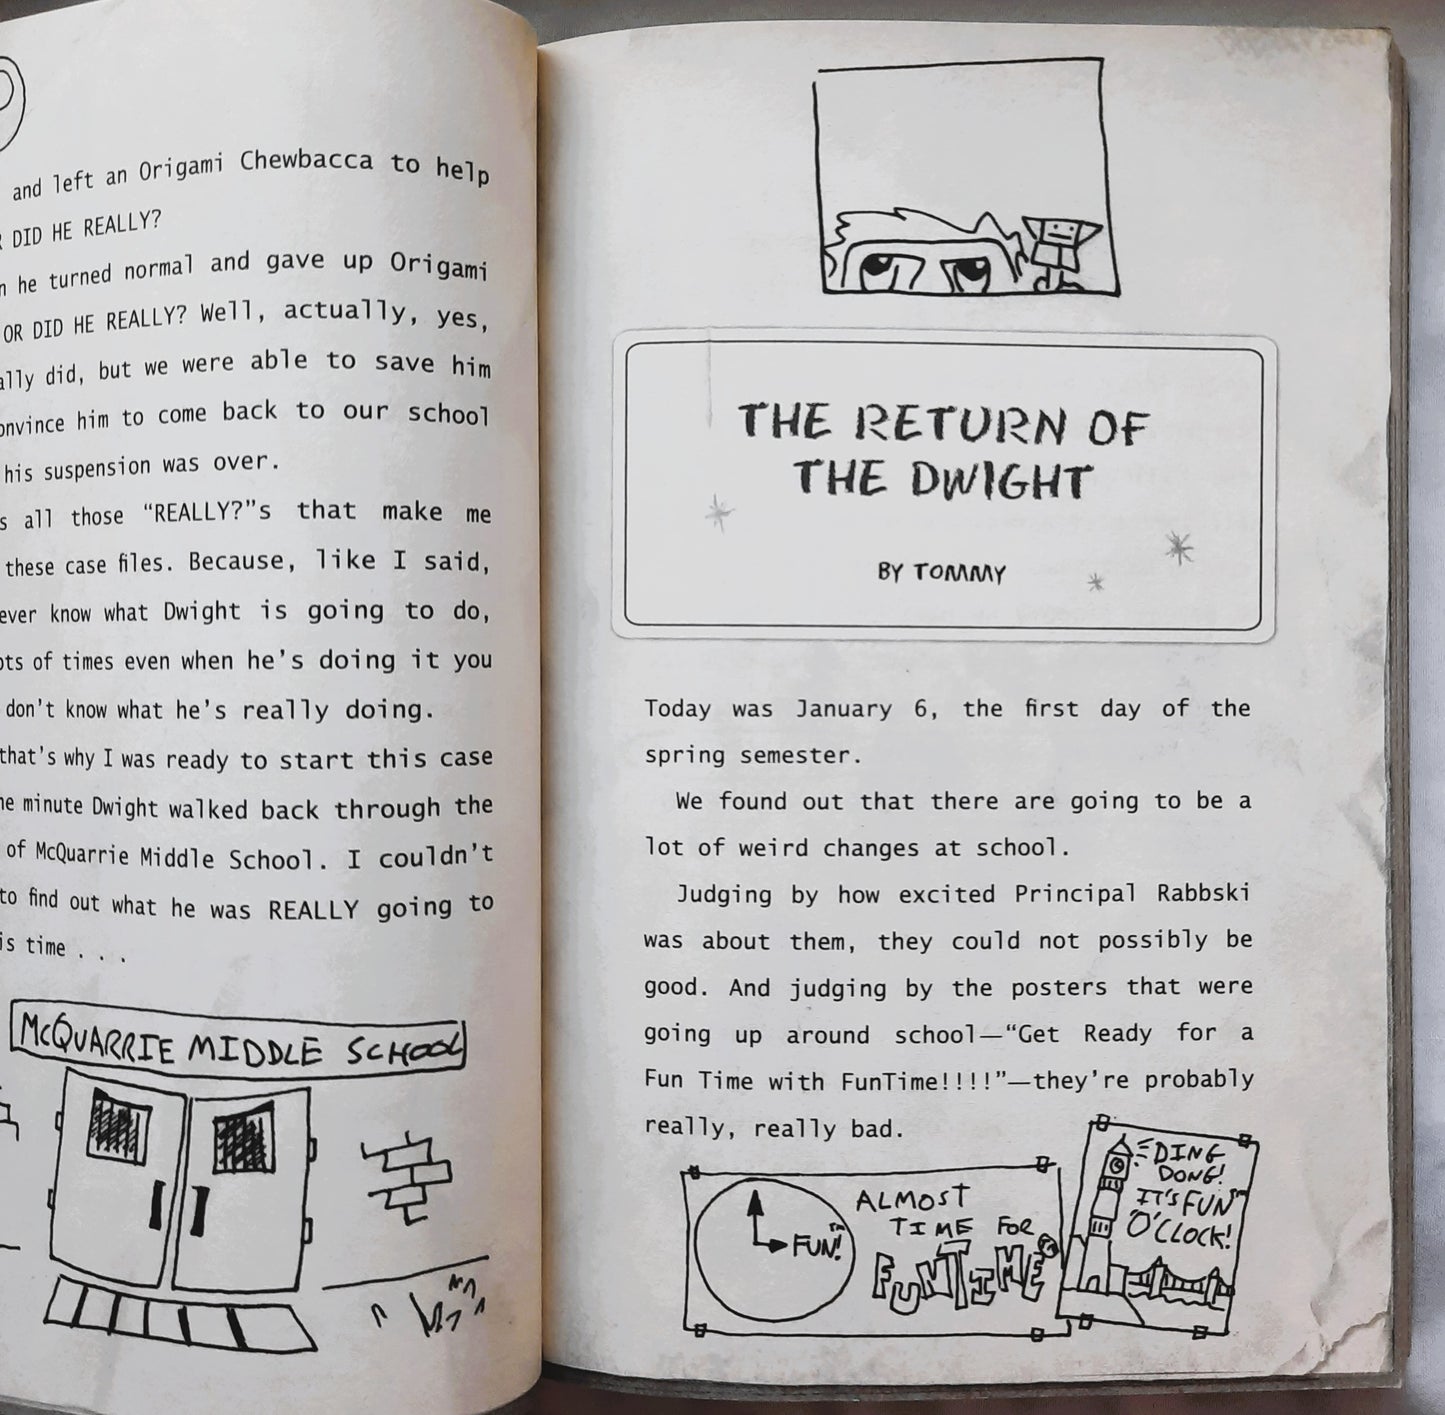 and left an Origami Chewbacca to help
DID HE REALLY?
he turned normal and gave up Origami
OR DID HE REALLY? Well, actually, yes,
did, but we were able to save him
him to come back to our school
his suspension was over.
all those “REALLY?”s that make me
these case files. Because, like I said,
know what Dwight is going to do,
of times even when he’s doing it you
don’t know what he’s really doing.
that’s why I was ready to start this case
minute Dwight walked back through the
of McQuarrie Middle School. I couldn’t
to find out what he was REALLY going to
time . . .
McQUARRIE MIDDLE SCHOOL
THE RETURN OF
THE DWIGHT
BY TOMMY
Today was January 6, the first day of the
spring semester.
We found out that there are going to be a
lot of weird changes at school.
Judging by how excited Principal Rabbski
was about them, they could not possibly be
good. And judging by the posters that were
going up around school—“Get Ready for a
Fun Time with FunTime!!!!”—they’re probably
really, really bad.
FUN!™
ALMOST
TIME FOR
FUNTIME
DING
DONG!
IT'S FUN™
O'CLOCK!